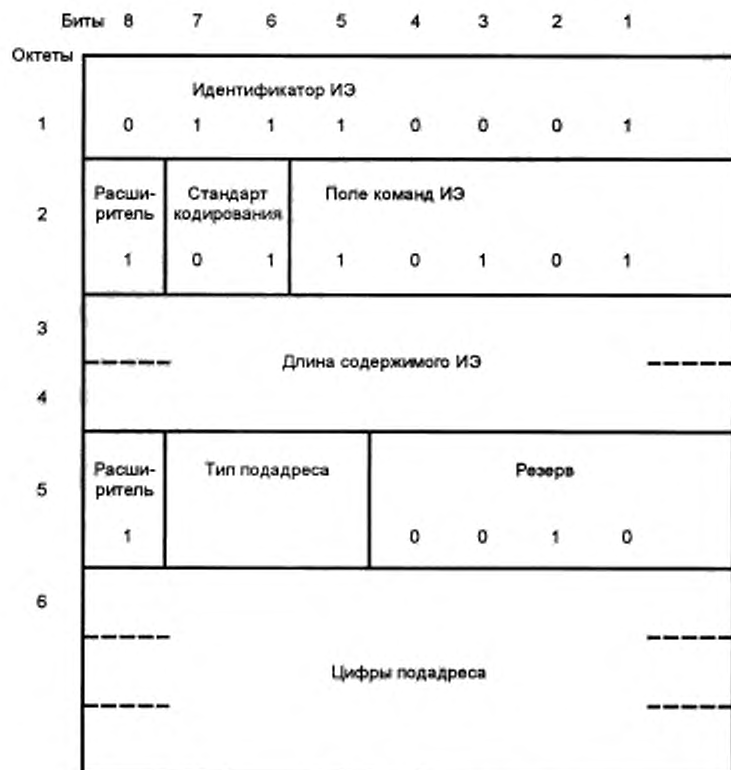 Биты 8 7 6 5 4 3 2 1
Октеты
Идентификатор ИЭ
1 0 1 1 1 0 0 0 1
Расши-
ритель
Стандарт
кодирования
Поле команд ИЭ
2
1 0 1 1 0 1 0 1
3
Длина содержимого ИЭ
4
Расши-
ритель
Тип подадреса
Резерв
5
1 0 0 1 0
6
Цифры подадреса